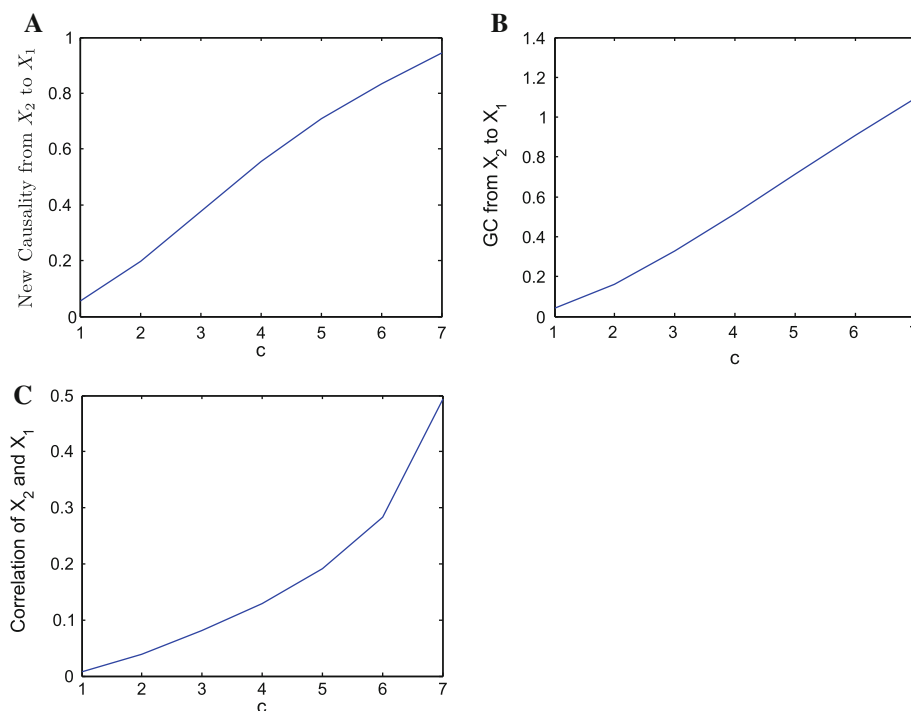 A
New Causality from X₂ to X₁
1
0.8
0.6
0.4
0.2
0
1 2 3 4 5 6 7
c
B
GC from X₂ to X₁
1.4
1.2
1
0.8
0.6
0.4
0.2
0
1 2 3 4 5 6
c
C
Correlation of X₂ and X₁
0.5
0.4
0.3
0.2
0.1
0
1 2 3 4 5 6 7
c